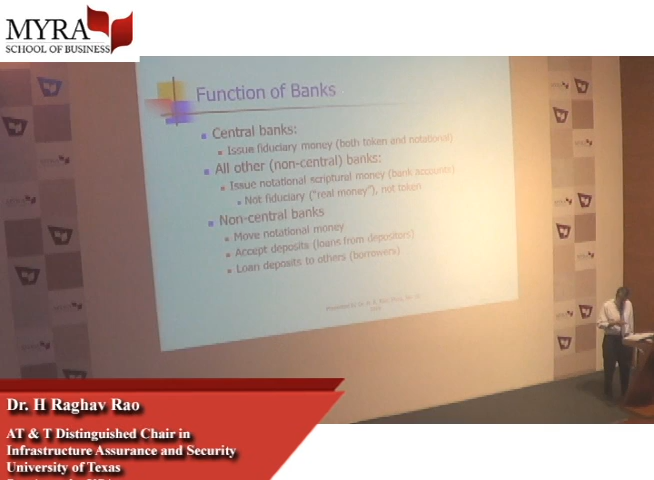 MYRA
SCHOOL OF BUSINESS
Function of Banks
Central banks:
Issue fiduciary money (both token and notational)
All other (non-central) banks:
Issue notational scriptural money (bank accounts)
Not fiduciary ("real money"), not token
Non-central banks
Move notational money
Accept deposits (loans from depositors)
Loan deposits to others (borrowers)
Dr. H Raghav Rao
AT & T Distinguished Chair in
Infrastructure Assurance and Security
University of Texas